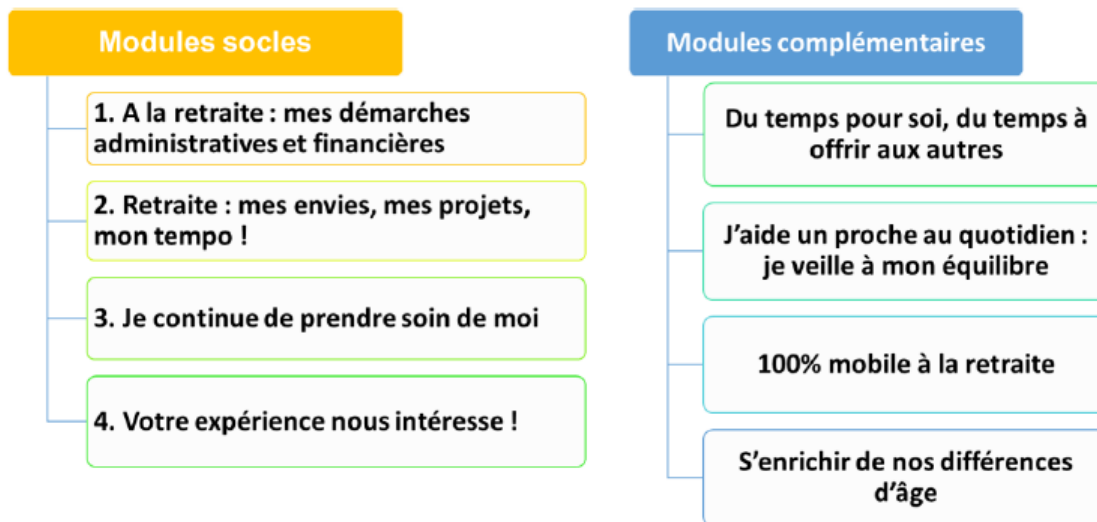 Modules socles
1. A la retraite : mes démarches
administratives et financières
2. Retraite : mes envies, mes projets,
mon tempo !
3. Je continue de prendre soin de moi
4. Votre expérience nous intéresse !
Modules complémentaires
Du temps pour soi, du temps à
offrir aux autres
J’aide un proche au quotidien :
je veille à mon équilibre
100% mobile à la retraite
S’enrichir de nos différences
d’âge